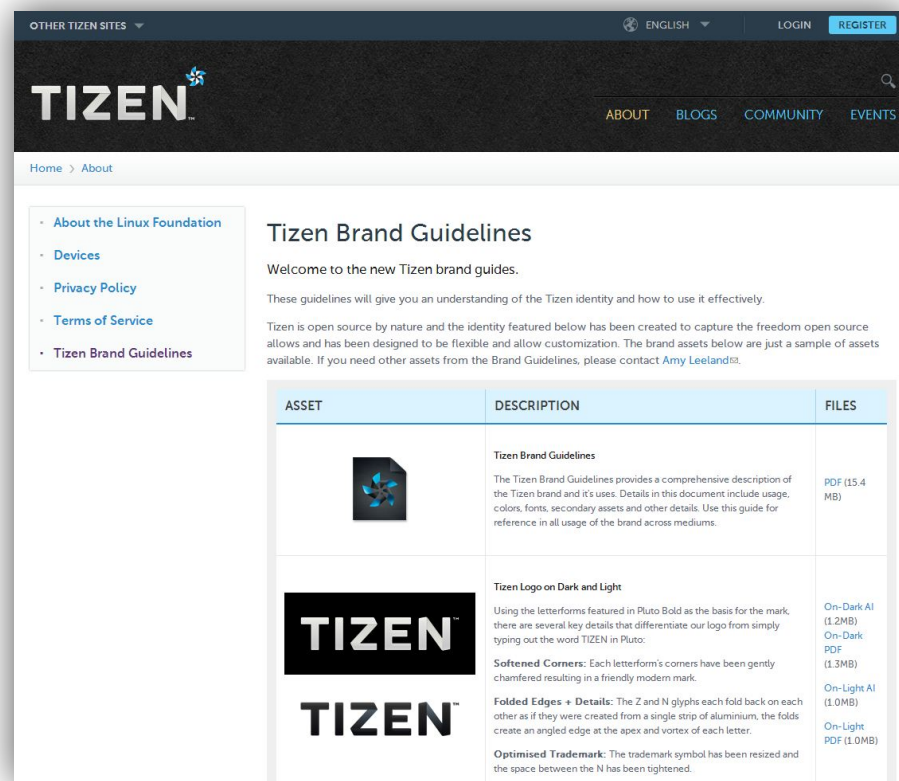 OTHER TIZEN SITES
ENGLISH
LOGIN
REGISTER
TIZEN™
ABOUT
BLOGS
COMMUNITY
EVENTS
Home > About
About the Linux Foundation
Devices
Privacy Policy
Terms of Service
Tizen Brand Guidelines
Tizen Brand Guidelines
Welcome to the new Tizen brand guides.
These guidelines will give you an understanding of the Tizen identity and how to use it effectively.
Tizen is open source by nature and the identity featured below has been created to capture the freedom open source
allows and has been designed to be flexible and allow customization. The brand assets below are just a sample of assets
available. If you need other assets from the Brand Guidelines, please contact Amy Leeland.
ASSET
DESCRIPTION
FILES
Tizen Brand Guidelines
The Tizen Brand Guidelines provides a comprehensive description of
the Tizen brand and it's uses. Details in this document include usage,
colors, fonts, secondary assets and other details. Use this guide for
reference in all usage of the brand across mediums.
PDF (15.4
MB)
TIZEN™
TIZEN™
Tizen Logo on Dark and Light
Using the letterforms featured in Pluto Bold as the basis for the mark,
there are several key details that differentiate our logo from simply
typing out the word TIZEN in Pluto:
Softened Corners: Each letterform's corners have been gently
chamfered resulting in a friendly modern mark.
Folded Edges + Details: The Z and N glyphs each fold back on each
other as if they were created from a single strip of aluminium, the folds
create an angled edge at the apex and vortex of each letter.
Optimised Trademark: The trademark symbol has been resized and
the space between the N has been tightened.
On-Dark AI
(1.2MB)
On-Dark
PDF
(1.3MB)
On-Light AI
(1.0MB)
On-Light
PDF (1.0MB)